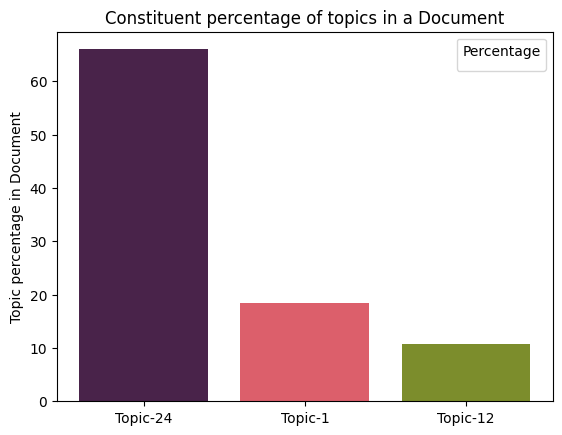 Constituent percentage of topics in a Document
Percentage
Topic percentage in Document
60
50
40
30
20
10
0
Topic-24
Topic-1
Topic-12